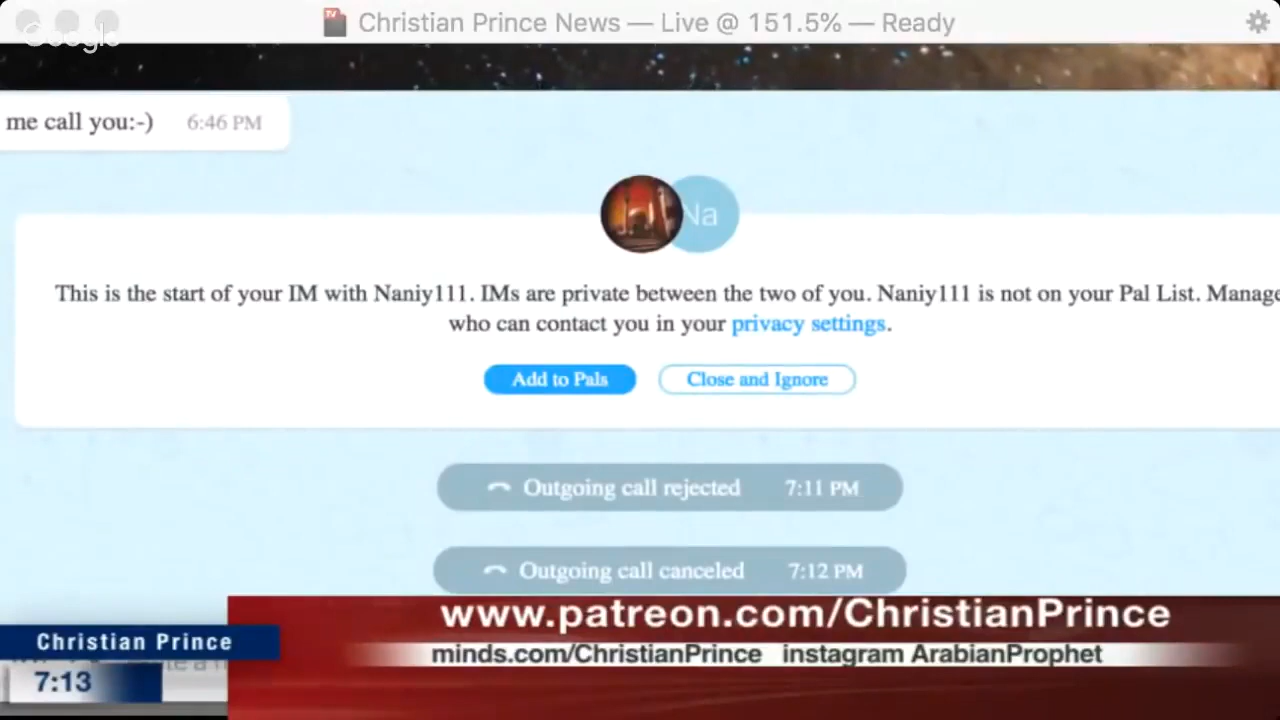 Christian Prince News — Live @ 151.5% — Ready
Google
me call you:-) 6:46 PM
Na
This is the start of your IM with Naniy111. IMs are private between the two of you. Naniy111 is not on your Pal List. Manage
who can contact you in your privacy settings.
Add to Pals Close and Ignore
Outgoing call rejected 7:11 PM
Outgoing call canceled 7:12 PM
www.patreon.com/ChristianPrince
Christian Prince
minds.com/ChristianPrince instagram ArabianProphet
7:13